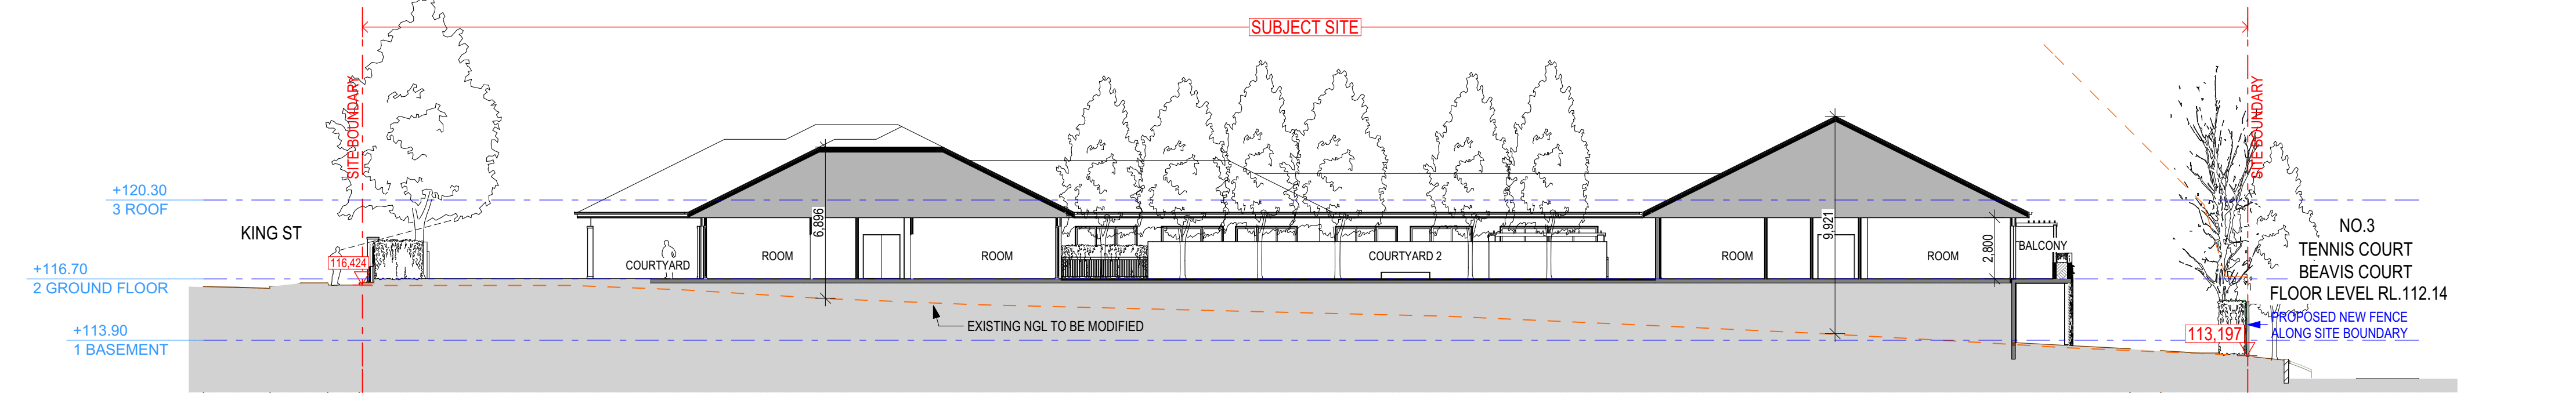 SUBJECT SITE
SITE BOUNDARY
SITE BOUNDARY
+120.30
3 ROOF
KING ST
116,424
+116.70
2 GROUND FLOOR
+113.90
1 BASEMENT
COURTYARD
ROOM
6,896
ROOM
COURTYARD 2
ROOM
9,921
ROOM
2,800
BALCONY
EXISTING NGL TO BE MODIFIED
NO.3
TENNIS COURT
BEAVIS COURT
FLOOR LEVEL RL.112.14
PROPOSED NEW FENCE
ALONG SITE BOUNDARY
113,197